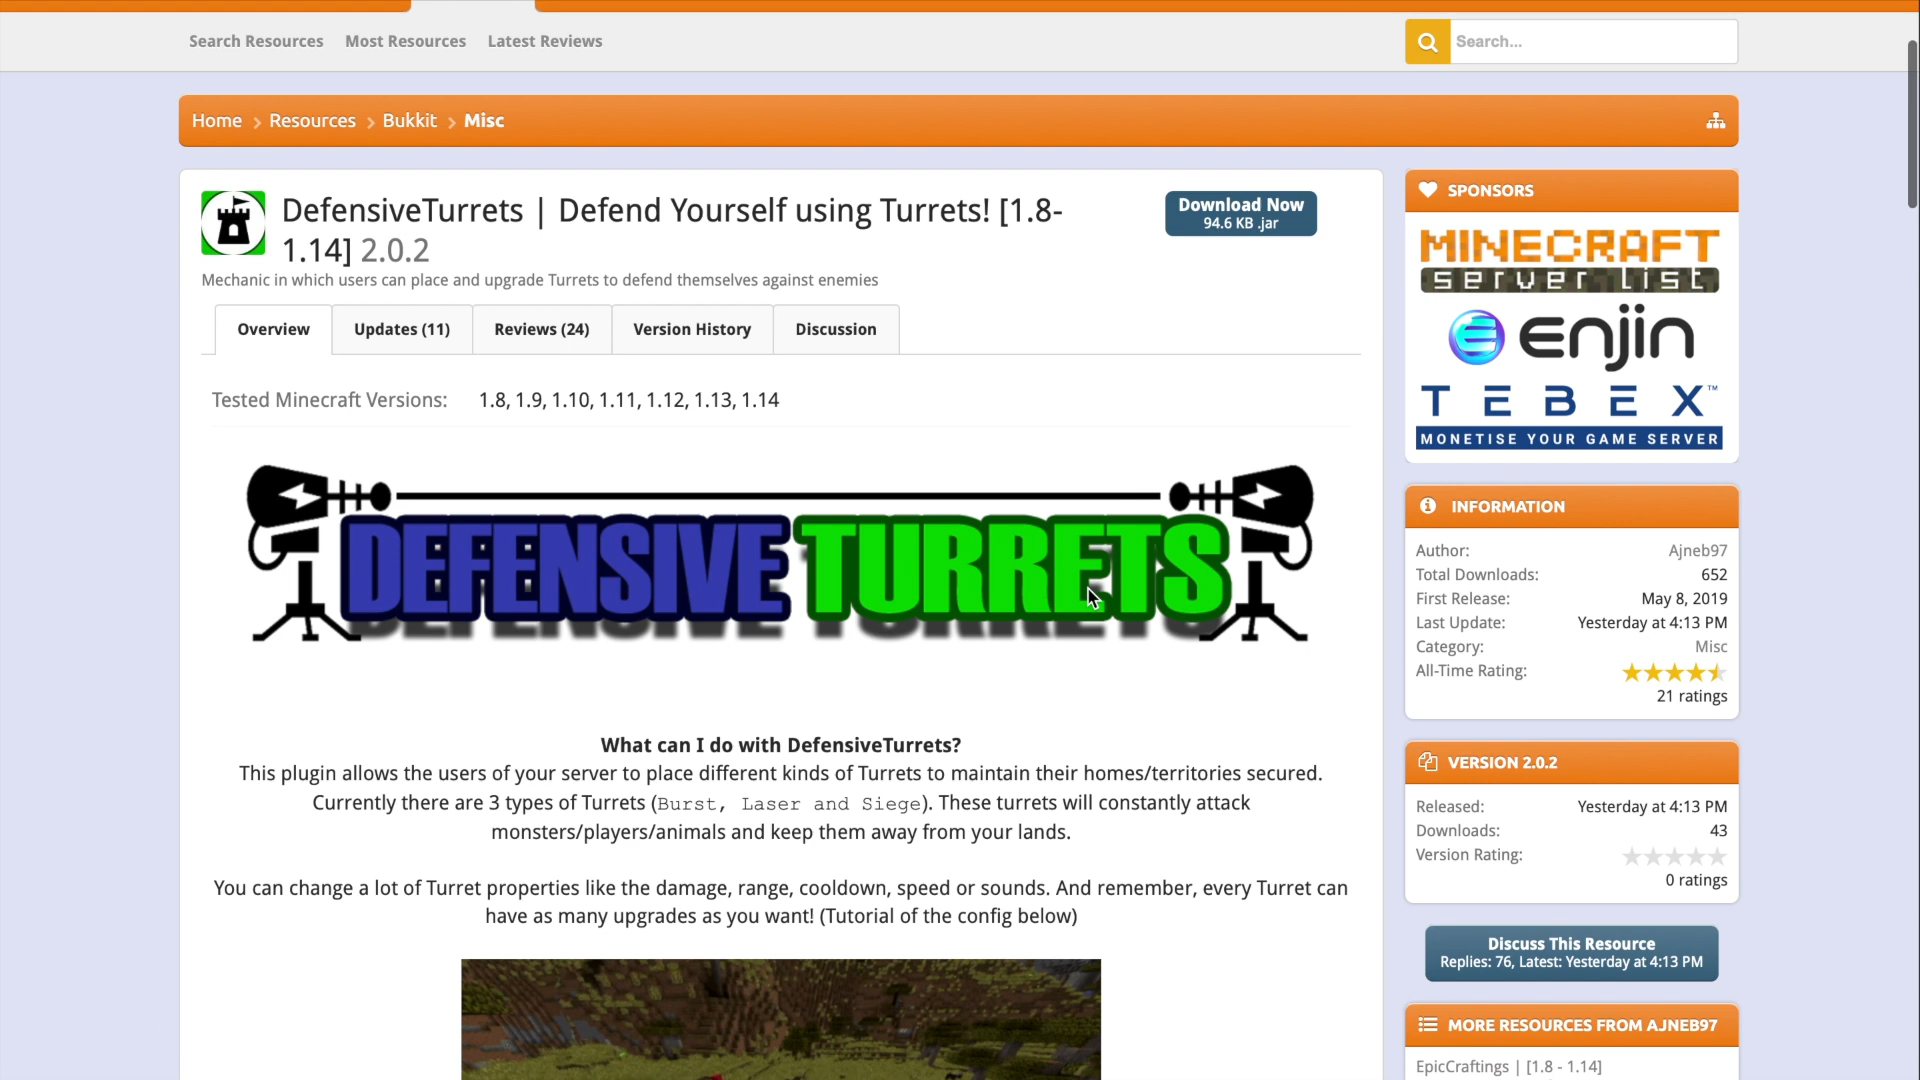 Search Resources Most Resources Latest Reviews
Search...
Home Resources Bukkit Misc
DefensiveTurrets | Defend Yourself using Turrets! [1.8-
1.14] 2.0.2
Download Now
94.6 KB .jar
Mechanic in which users can place and upgrade Turrets to defend themselves against enemies
Overview Updates (11) Reviews (24) Version History Discussion
Tested Minecraft Versions: 1.8, 1.9, 1.10, 1.11, 1.12, 1.13, 1.14
DEFENSIVE TURRETS
What can I do with DefensiveTurrets?
This plugin allows the users of your server to place different kinds of Turrets to maintain their homes/territories secured.
Currently there are 3 types of Turrets (Burst, Laser and Siege). These turrets will constantly attack
monsters/players/animals and keep them away from your lands.
You can change a lot of Turret properties like the damage, range, cooldown, speed or sounds. And remember, every Turret can
have as many upgrades as you want! (Tutorial of the config below)
SPONSORS
MINECRAFT
server list
enjin
TEBEX™
MONETISE YOUR GAME SERVER
INFORMATION
Author: Ajneb97
Total Downloads: 652
First Release: May 8, 2019
Last Update: Yesterday at 4:13 PM
Category: Misc
All-Time Rating:
21 ratings
VERSION 2.0.2
Released: Yesterday at 4:13 PM
Downloads: 43
Version Rating:
0 ratings
Discuss This Resource
Replies: 76, Latest: Yesterday at 4:13 PM
MORE RESOURCES FROM AJNEB97
EpicCraftings | [1.8 - 1.14]